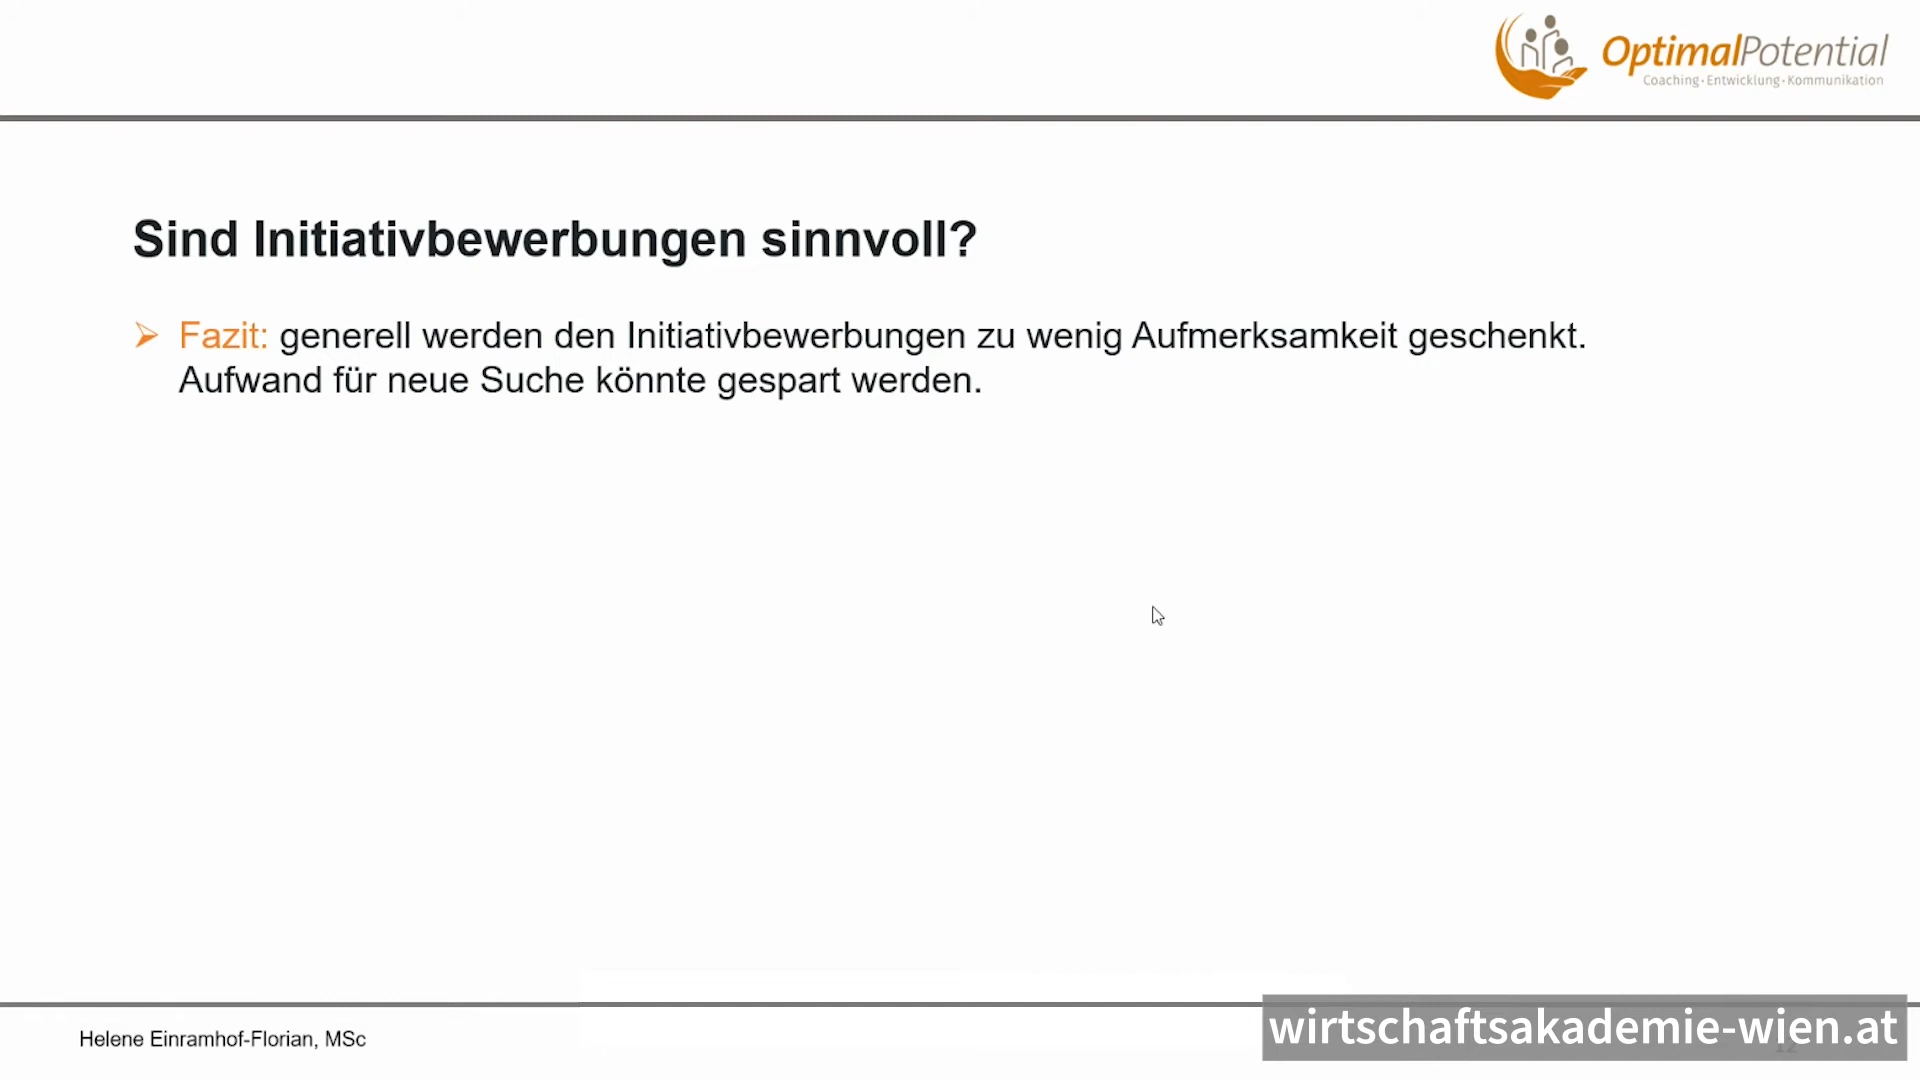 OptimalPotential
Coaching·Entwicklung·Kommunikation
Sind Initiativbewerbungen sinnvoll?
➢ Fazit: generell werden den Initiativbewerbungen zu wenig Aufmerksamkeit geschenkt.
Aufwand für neue Suche könnte gespart werden.
Helene Einramhof-Florian, MSc
wirtschaftsakademie-wien.at